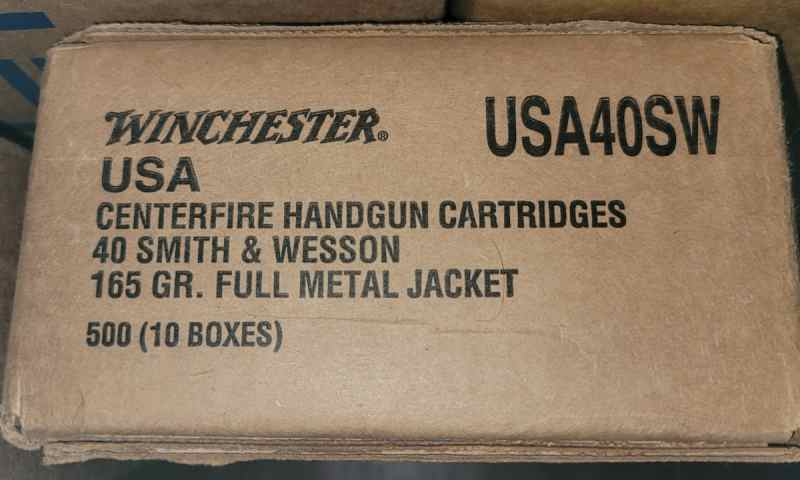 WINCHESTER® USA40SW
USA
CENTERFIRE HANDGUN CARTRIDGES
40 SMITH & WESSON
165 GR. FULL METAL JACKET
500 (10 BOXES)